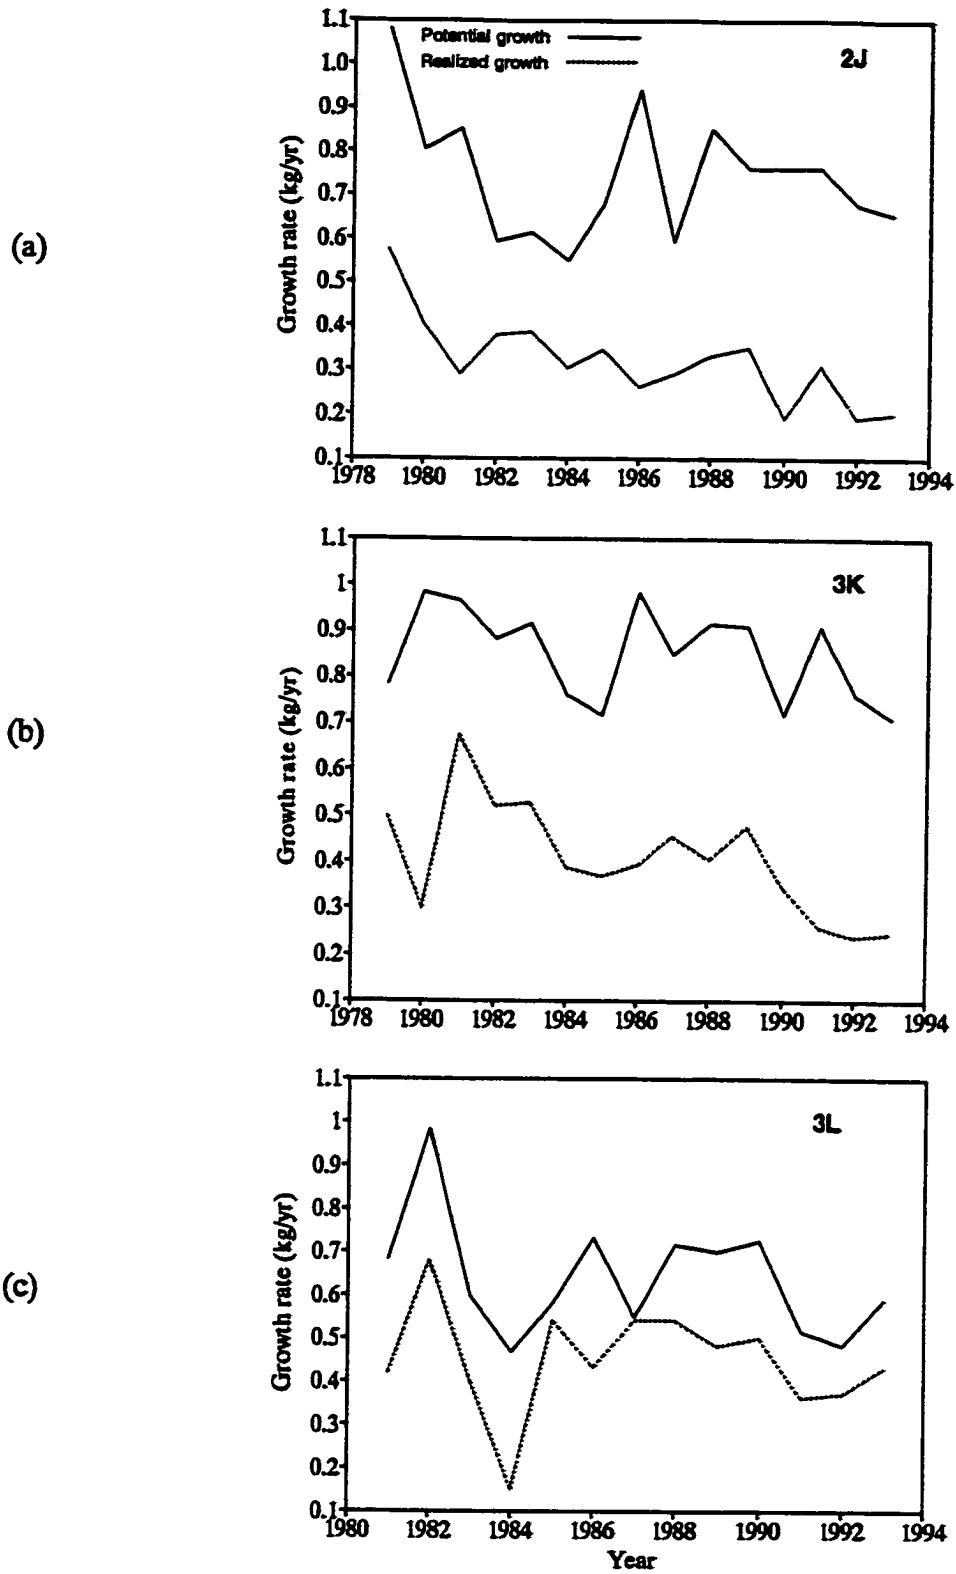 1.1
Potential growth
Realized growth
2J
1.0
0.9
0.8
0.7
0.6
0.5
0.4
0.3
0.2
0.1
Growth rate (kg/yr)
(a)
1978 1980 1982 1984 1986 1988 1990 1992 1994
1.1
3K
1
0.9
0.8
0.7
0.6
0.5
0.4
0.3
0.2
0.1
Growth rate (kg/yr)
(b)
1978 1980 1982 1984 1986 1988 1990 1992 1994
1.1
3L
1
0.9
0.8
0.7
0.6
0.5
0.4
0.3
0.2
0.1
Growth rate (kg/yr)
(c)
1980 1982 1984 1986 1988 1990 1992 1994
Year